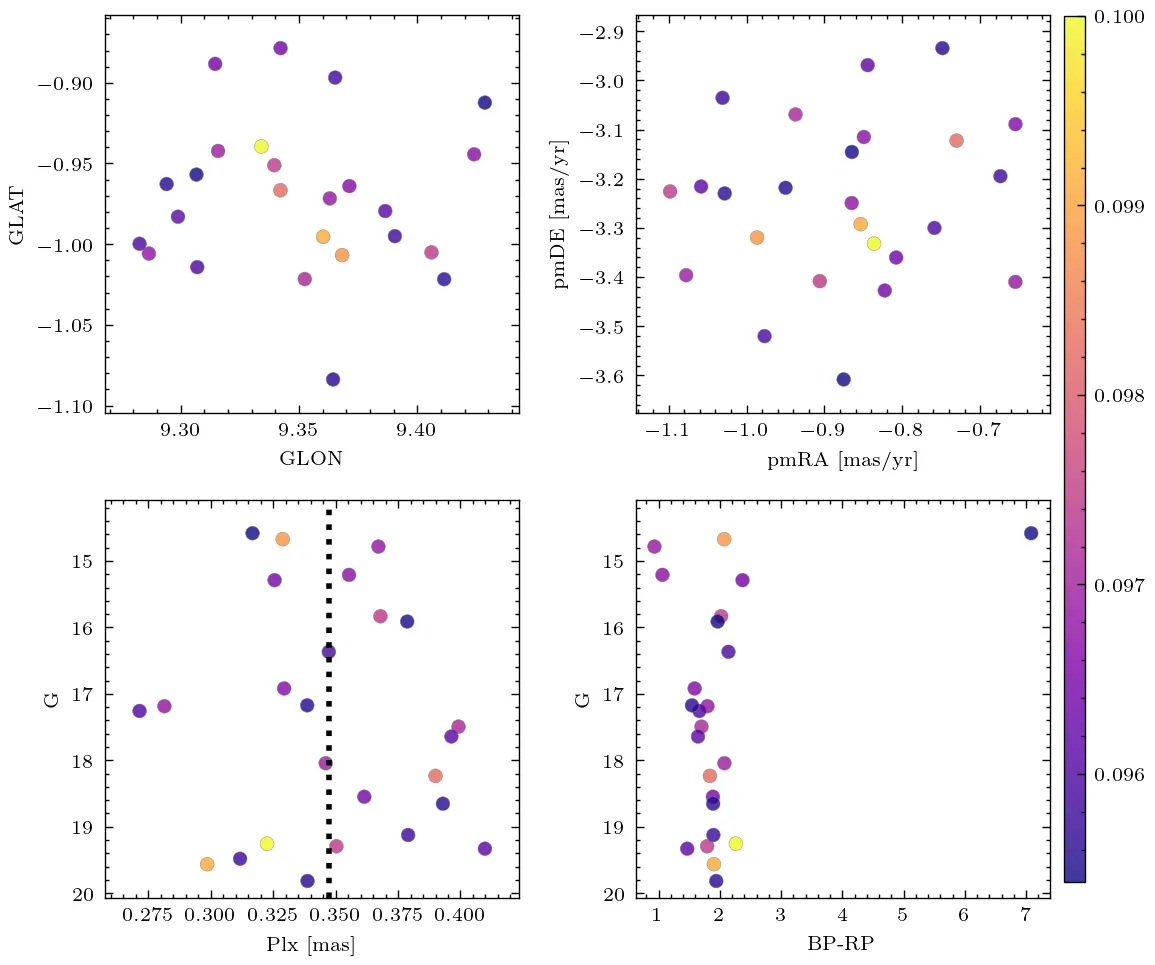 GLAT
−0.90
−0.95
−1.00
−1.05
−1.10
9.30 9.35 9.40
GLON
pmDE [mas/yr]
−2.9
−3.0
−3.1
−3.2
−3.3
−3.4
−3.5
−3.6
−1.1 −1.0 −0.9 −0.8 −0.7
pmRA [mas/yr]
0.100
0.099
0.098
0.097
0.096
G
15
16
17
18
19
20
0.275 0.300 0.325 0.350 0.375 0.400
Plx [mas]
G
15
16
17
18
19
20
1 2 3 4 5 6 7
BP-RP